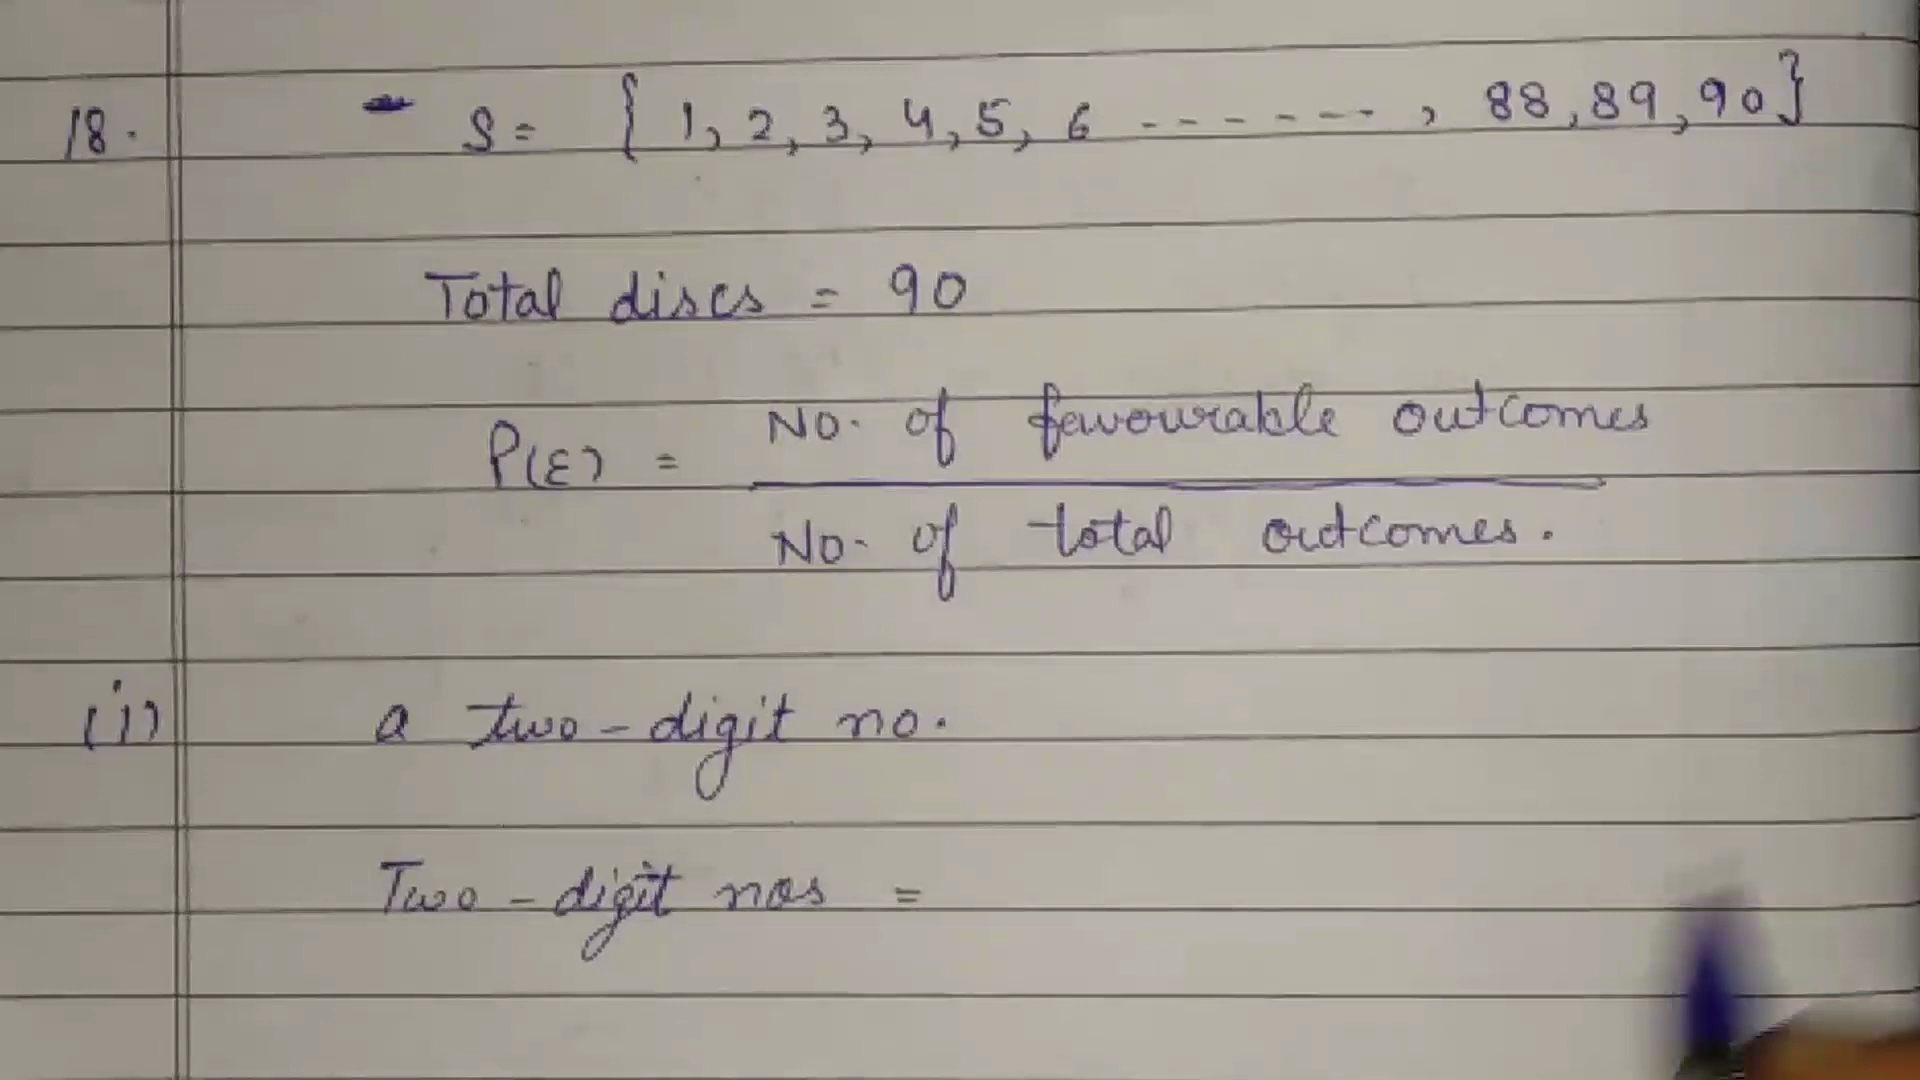 18. S = { 1, 2, 3, 4, 5, 6 - - - - - - - , 88, 89, 90}
Total discs = 90
P(E) = No. of favourable outcomes
No. of total outcomes.
(i) a two-digit no.
Two-digit nos =